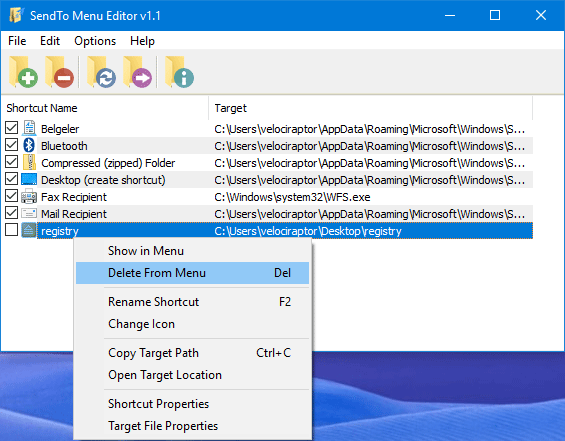 SendTo Menu Editor v1.1
File Edit Options Help
Shortcut Name Target
Belgeler C:\Users\velociraptor\AppData\Roaming\Microsoft\Windows\S...
Bluetooth C:\Users\velociraptor\AppData\Roaming\Microsoft\Windows\S...
Compressed (zipped) Folder C:\Users\velociraptor\AppData\Roaming\Microsoft\Windows\S...
Desktop (create shortcut) C:\Users\velociraptor\AppData\Roaming\Microsoft\Windows\S...
Fax Recipient C:\Windows\system32\WFS.exe
Mail Recipient C:\Users\velociraptor\AppData\Roaming\Microsoft\Windows\S...
registry C:\Users\velociraptor\Desktop\registry
Show in Menu
Delete From Menu Del
Rename Shortcut F2
Change Icon
Copy Target Path Ctrl+C
Open Target Location
Shortcut Properties
Target File Properties